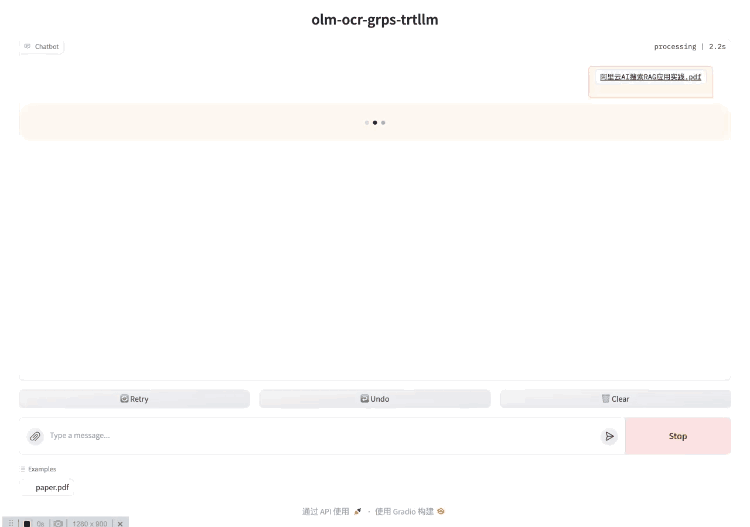 olm-ocr-grps-trtllm
Chatbot
processing | 2.2s
阿里云AI搜索RAG应用实践.pdf
Retry
Undo
Clear
Type a message...
Stop
Examples
paper.pdf
通过 API 使用 · 使用 Gradio 构建
0s 1280 x 800